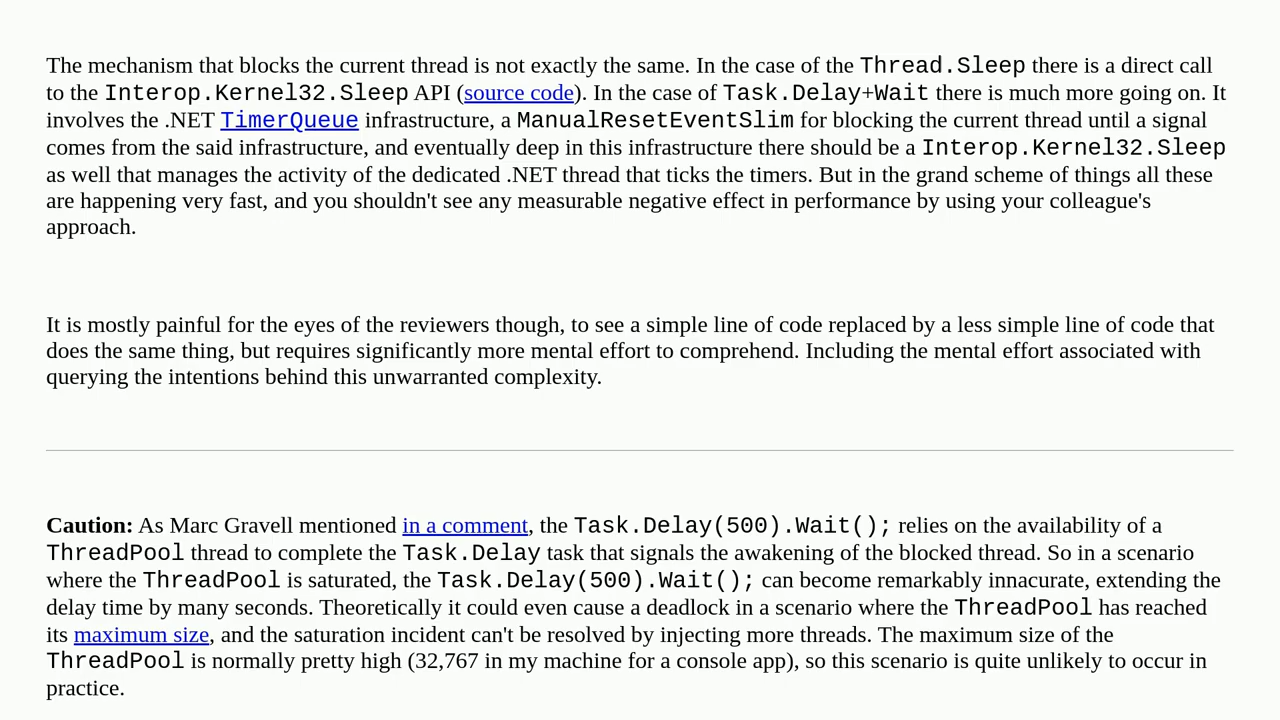 The mechanism that blocks the current thread is not exactly the same. In the case of the Thread.Sleep there is a direct call
to the Interop.Kernel32.Sleep API (source code). In the case of Task.Delay+Wait there is much more going on. It
involves the .NET TimerQueue infrastructure, a ManualResetEventSlim for blocking the current thread until a signal
comes from the said infrastructure, and eventually deep in this infrastructure there should be a Interop.Kernel32.Sleep
as well that manages the activity of the dedicated .NET thread that ticks the timers. But in the grand scheme of things all these
are happening very fast, and you shouldn't see any measurable negative effect in performance by using your colleague's
approach.
It is mostly painful for the eyes of the reviewers though, to see a simple line of code replaced by a less simple line of code that
does the same thing, but requires significantly more mental effort to comprehend. Including the mental effort associated with
querying the intentions behind this unwarranted complexity.
Caution: As Marc Gravell mentioned in a comment, the Task.Delay(500).Wait(); relies on the availability of a
ThreadPool thread to complete the Task.Delay task that signals the awakening of the blocked thread. So in a scenario
where the ThreadPool is saturated, the Task.Delay(500).Wait(); can become remarkably innacurate, extending the
delay time by many seconds. Theoretically it could even cause a deadlock in a scenario where the ThreadPool has reached
its maximum size, and the saturation incident can't be resolved by injecting more threads. The maximum size of the
ThreadPool is normally pretty high (32,767 in my machine for a console app), so this scenario is quite unlikely to occur in
practice.